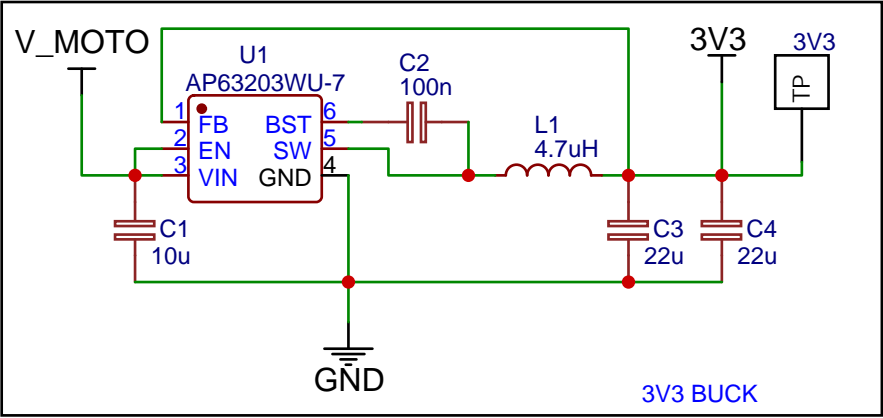 V_MOTO
U1
AP63203WU-7
1
FB
2
EN
3
VIN
BST
6
SW
5
GND
4
C2
100n
L1
4.7uH
3V3
3V3
TP
C1
10u
C3
22u
C4
22u
GND
3V3 BUCK